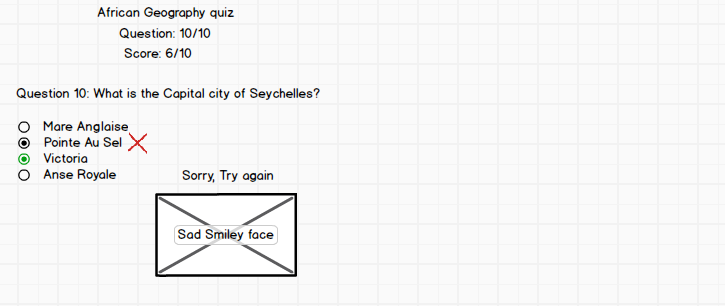 African Geography quiz
Question: 10/10
Score: 6/10
Question 10: What is the Capital city of Seychelles?
Mare Anglaise
Pointe Au Sel
Victoria
Anse Royale
Sorry, Try again
Sad Smiley face